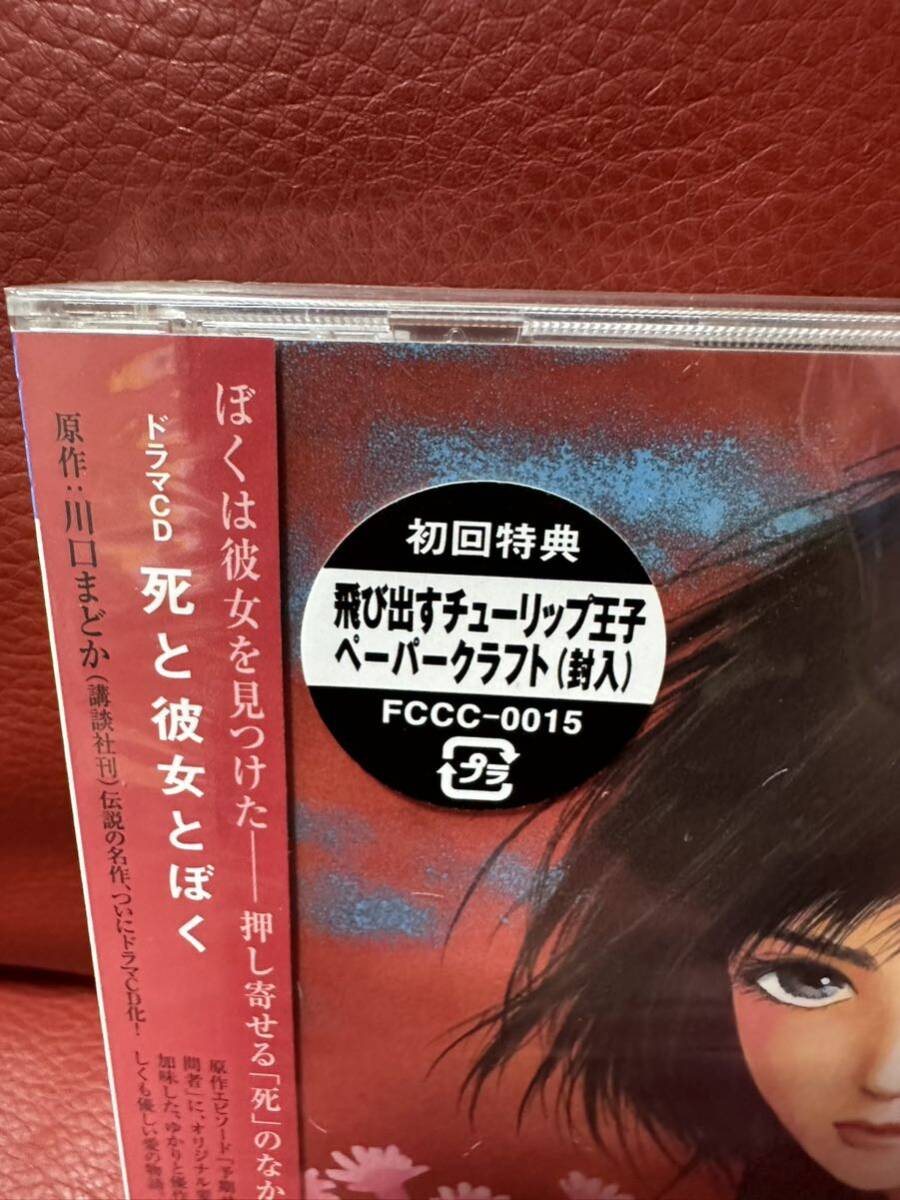 ぼくは彼女を見つけた――押し寄せる「死」のなか
ドラマCD 死と彼女とぼく
原作:川口まどか(講談社刊)伝説の名作、ついにドラマCD化!
原作エピソード「予期
問者」に、オリジナル
加味した、ゆかりと優作
しくも優しい愛の物語
初回特典
飛び出すチューリップ王子
ペーパークラフト(封入)
FCCC-0015
プラ